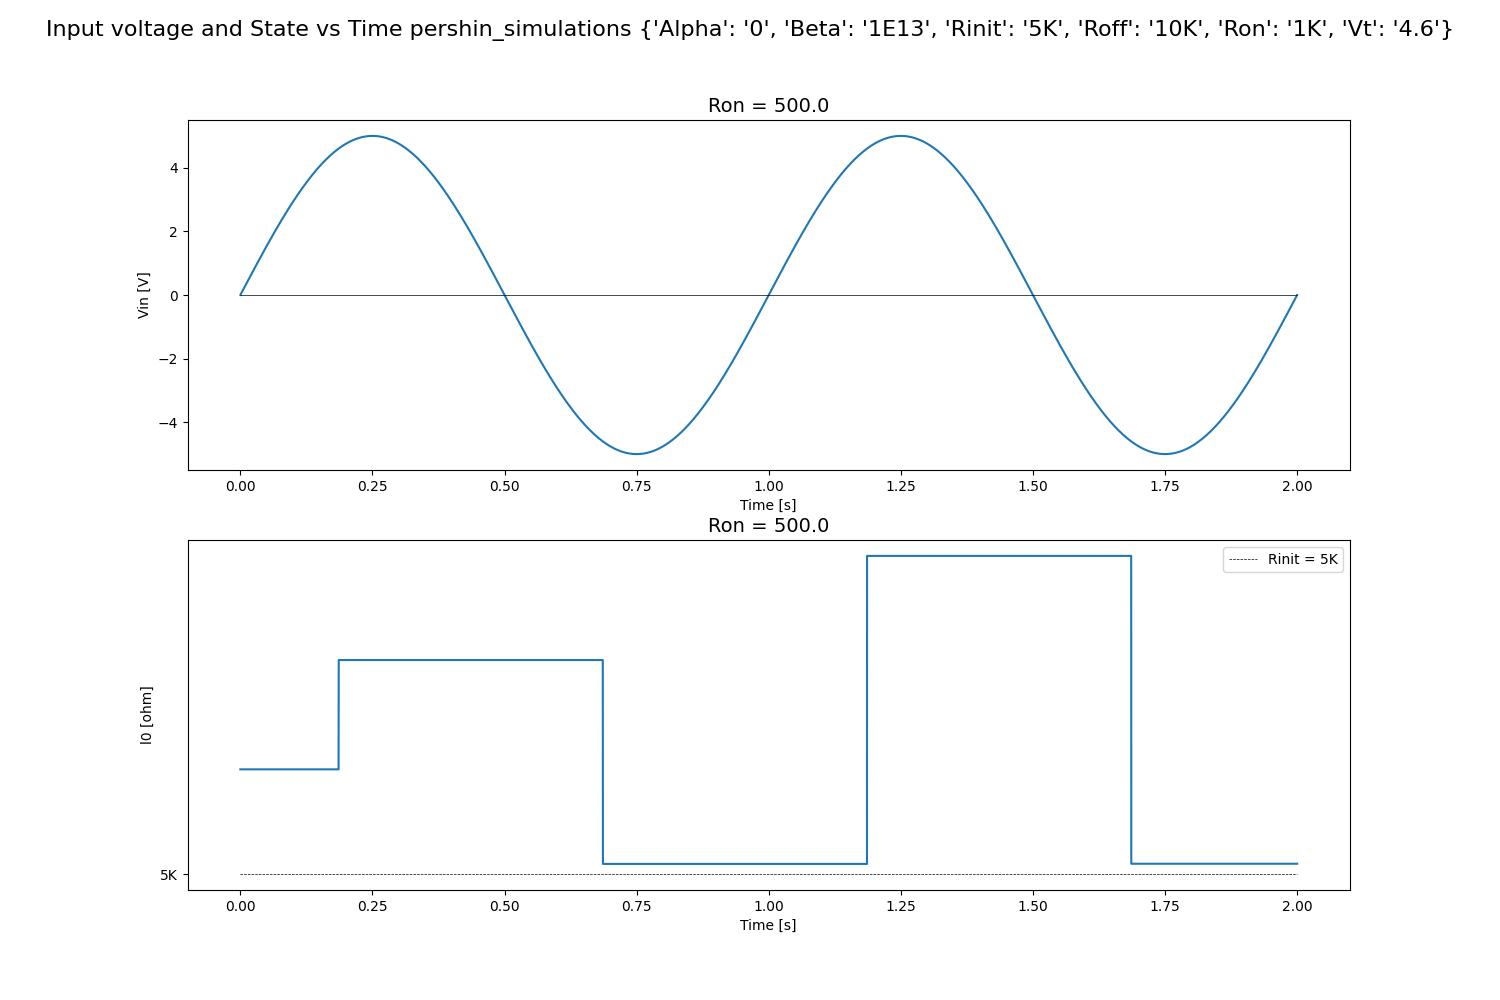 Input voltage and State vs Time pershin_simulations {'Alpha': '0', 'Beta': '1E13', 'Rinit': '5K', 'Roff': '10K', 'Ron': '1K', 'Vt': '4.6'}
Ron = 500.0
4
2
0
−2
−4
Vin [V]
0.00 0.25 0.50 0.75 1.00 1.25 1.50 1.75 2.00
Time [s]
Ron = 500.0
Rinit = 5K
l0 [ohm]
5K
0.00 0.25 0.50 0.75 1.00 1.25 1.50 1.75 2.00
Time [s]